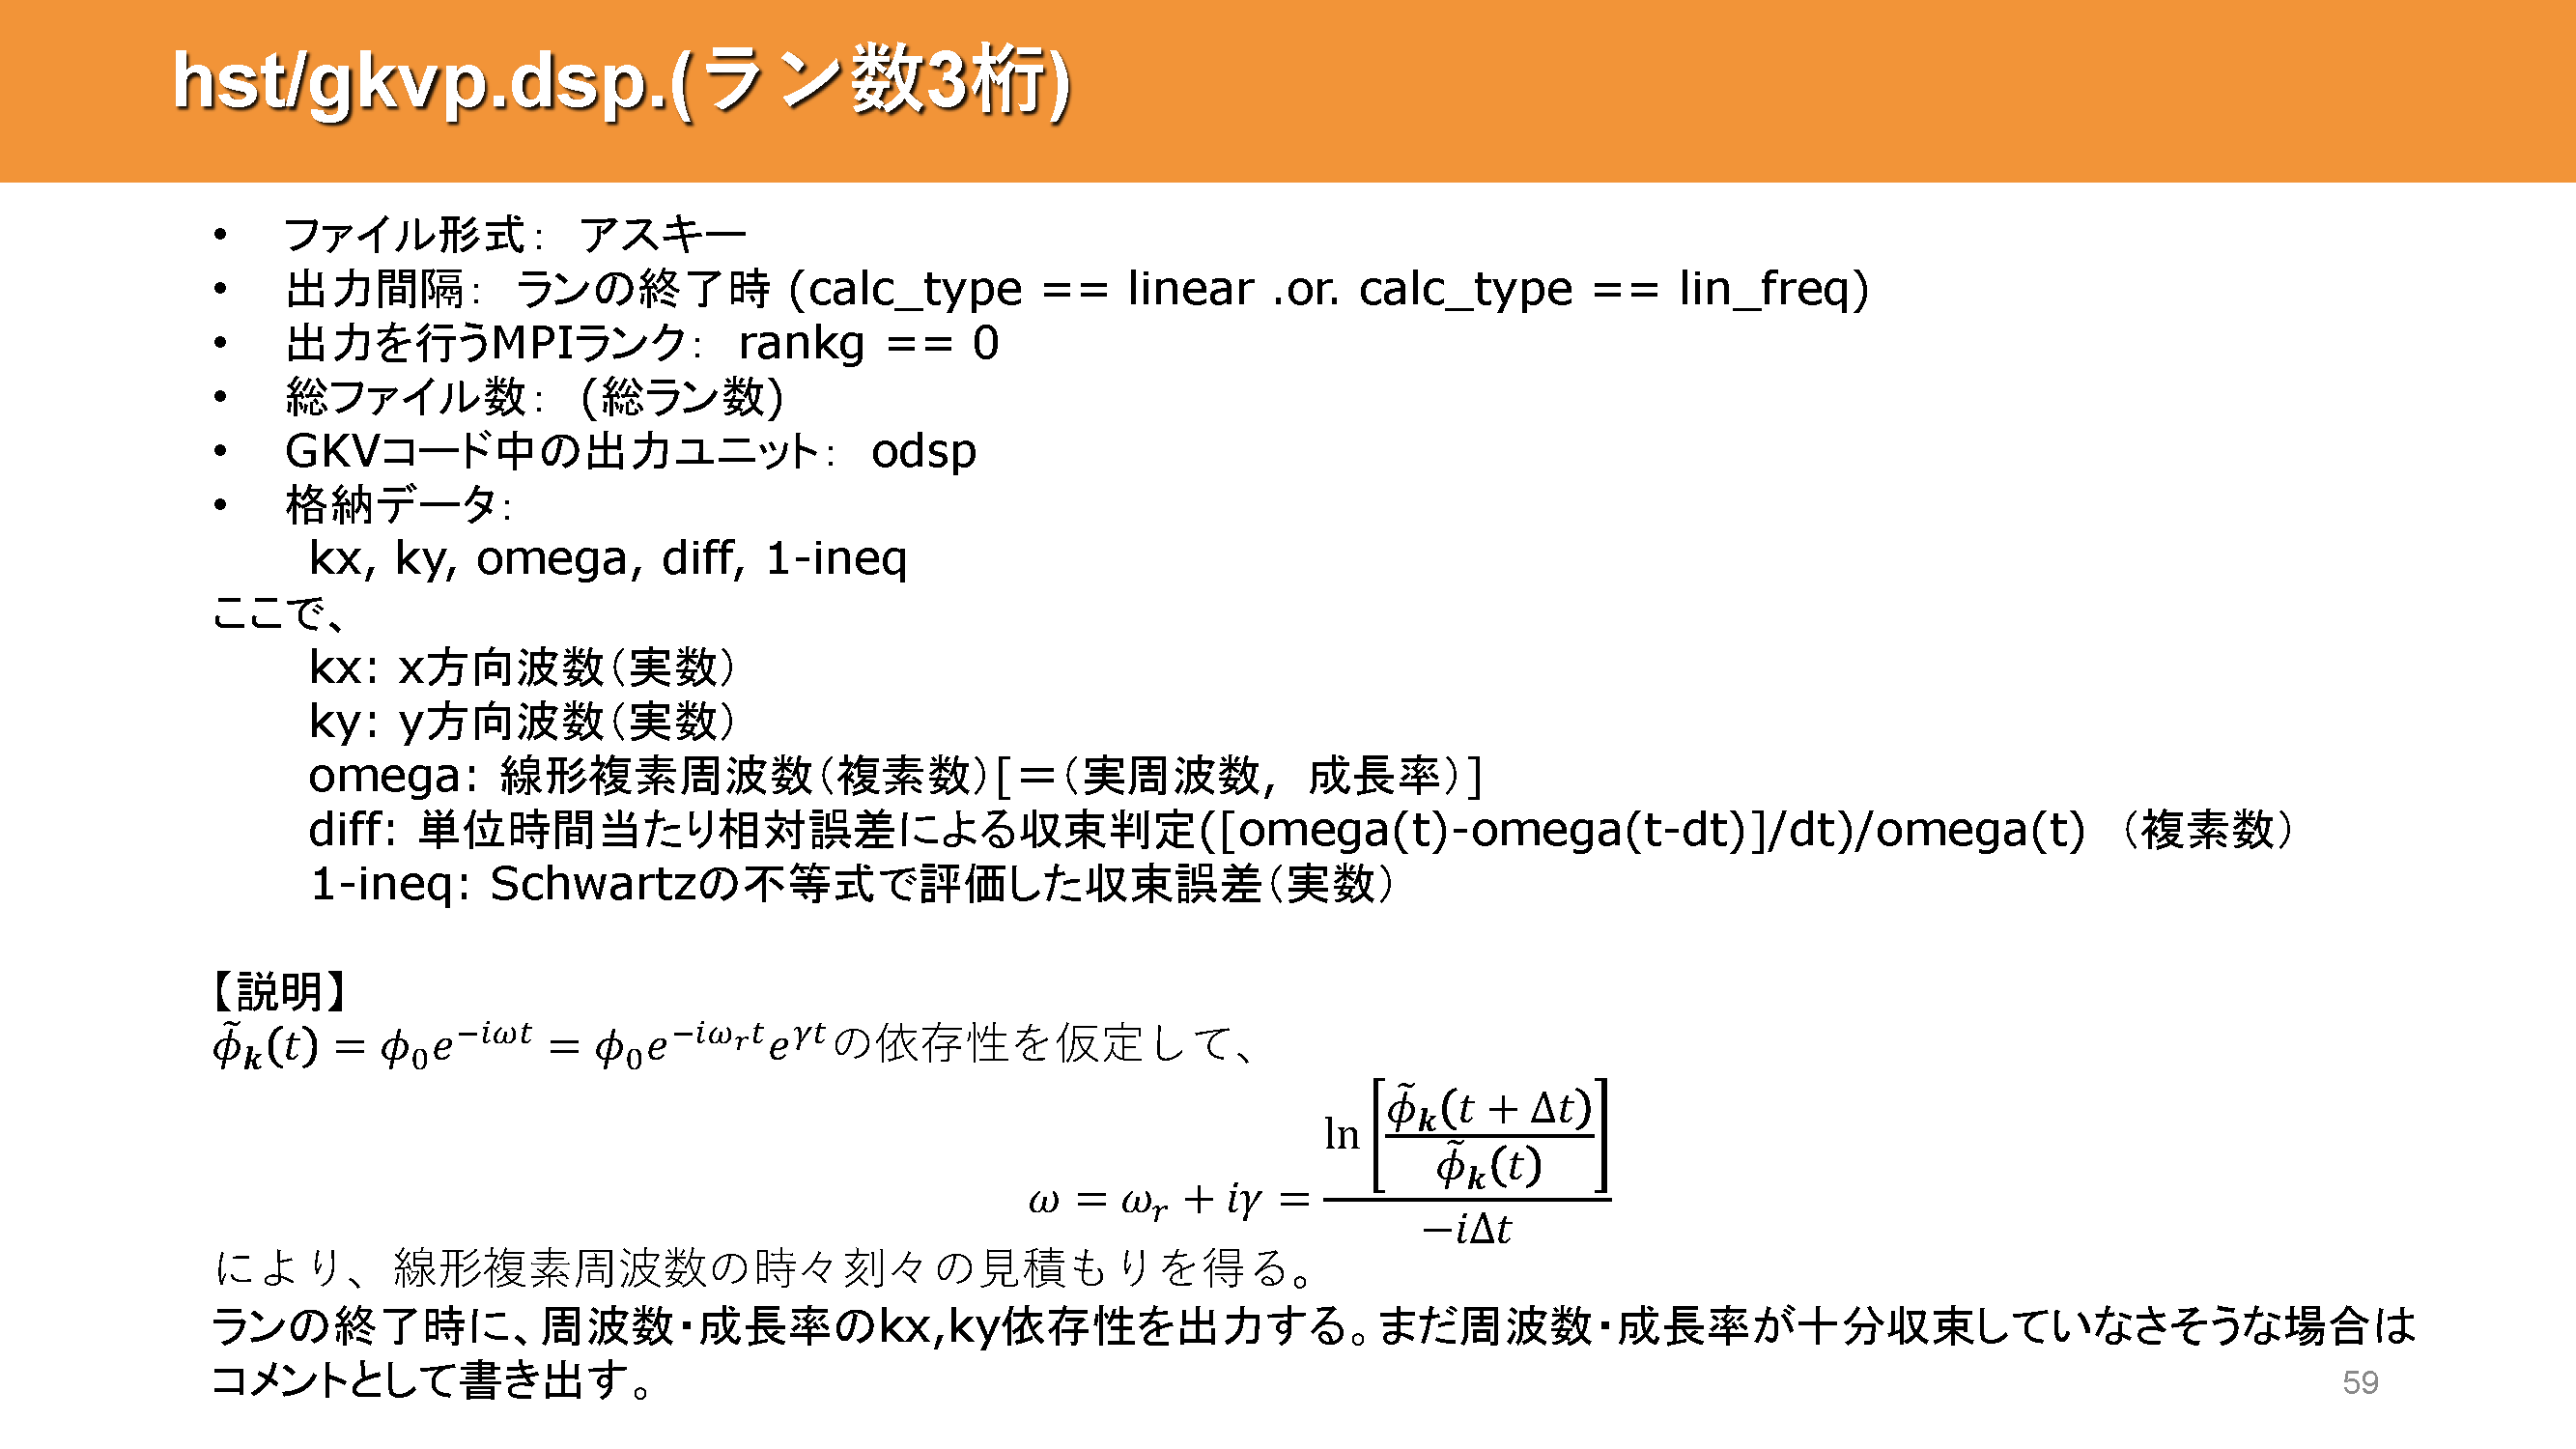 hst/gkvp.dsp.(ラン数3桁)
• ファイル形式： アスキー
• 出力間隔： ランの終了時 (calc_type == linear .or. calc_type == lin_freq)
• 出力を行うMPIランク： rankg == 0
• 総ファイル数： (総ラン数)
• GKVコード中の出力ユニット： odsp
• 格納データ：
kx, ky, omega, diff, 1-ineq
ここで、
kx: x方向波数（実数）
ky: y方向波数（実数）
omega: 線形複素周波数（複素数）[＝（実周波数, 成長率）]
diff: 単位時間当たり相対誤差による収束判定([omega(t)-omega(t-dt)]/dt)/omega(t) （複素数）
1-ineq: Schwartzの不等式で評価した収束誤差（実数）
【説明】
$\tilde{\phi}_{\boldsymbol{k}}(t) = \phi_0 e^{-i\omega t} = \phi_0 e^{-i\omega_r t} e^{\gamma t}$の依存性を仮定して、
$\omega = \omega_r + i\gamma = \frac{\ln\left[\frac{\tilde{\phi}_{\boldsymbol{k}}(t+\Delta t)}{\tilde{\phi}_{\boldsymbol{k}}(t)}\right]}{-i\Delta t}$
により、線形複素周波数の時々刻々の見積もりを得る。
ランの終了時に、周波数・成長率のkx,ky依存性を出力する。まだ周波数・成長率が十分収束していなさそうな場合は
コメントとして書き出す。
59